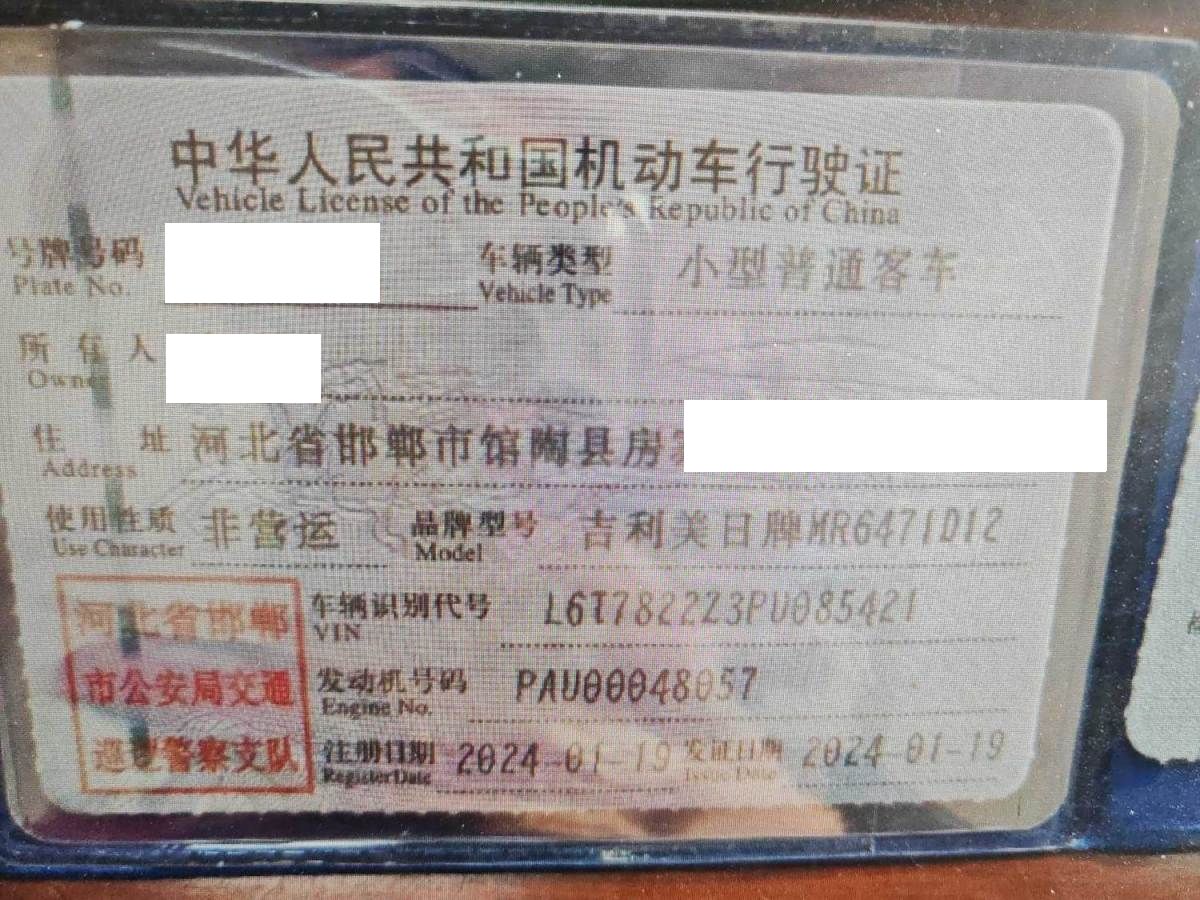 中华人民共和国机动车行驶证
Vehicle License of the People's Republic of China
号牌号码 车辆类型 小型普通客车
Plate No. Vehicle Type
所有人
Owner
住址 河北省邯郸市馆陶县房
Address
使用性质 非营运 品牌型号 吉利美日牌MR6471D12
Use Character Model
河北省邯郸 车辆识别代号 L6T7822Z3PU085421
VIN
市公安局交通 发动机号码 PAU00048057
Engine No.
巡逻警察支队 注册日期 2024-01-19 发证日期 2024-01-19
Register Date Issue Date